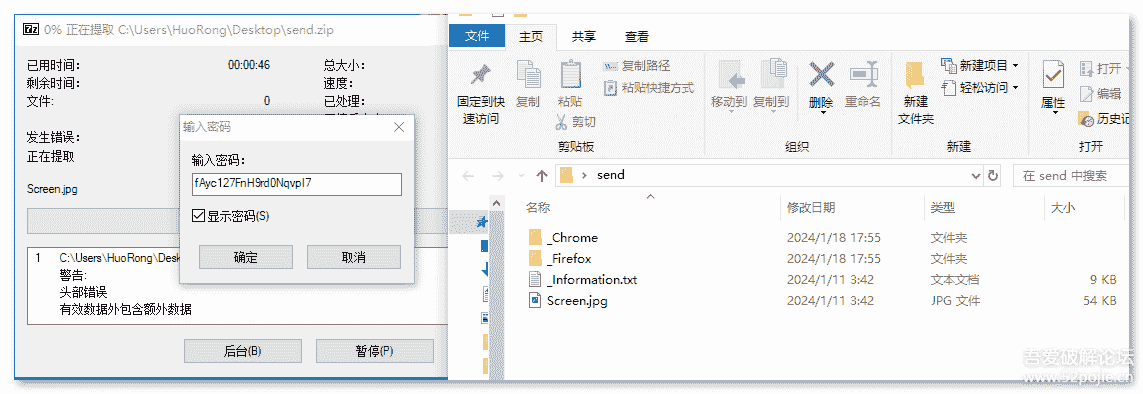 0% 正在提取 C:\Users\HuoRong\Desktop\send.zip
已用时间： 00:00:46 总大小：
剩余时间： 速度：
文件： 0 已处理：
发生错误：
正在提取
Screen.jpg
输入密码
输入密码：
fAyc127FnH9rd0Nqvpl7
显示密码(S)
确定 取消
1 C:\Users\HuoRong\Desk
警告:
头部错误
有效数据外包含额外数据
后台(B) 暂停(P)
文件 主页 共享 查看
固定到快速访问
复制
粘贴
复制路径
粘贴快捷方式
剪切
剪贴板
移动到 复制到 删除 重命名
组织
新建文件夹
新建项目
轻松访问
新建
属性
打开
编辑
历史记
打开
send
在 send 中搜索
名称 修改日期 类型 大小
_Chrome 2024/1/18 17:55 文件夹
_Firefox 2024/1/18 17:55 文件夹
_Information.txt 2024/1/11 3:42 文本文档 9 KB
Screen.jpg 2024/1/11 3:42 JPG 文件 54 KB
吾爱破解论坛
www.52pojie.cn